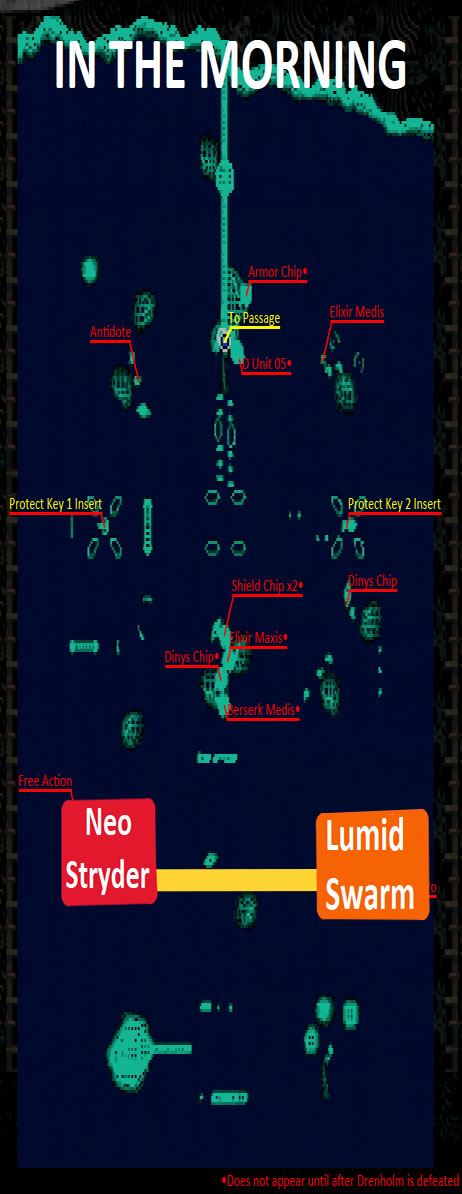 IN THE MORNING
Armor Chip•
To Passage
Elixir Medis
Antidote
D Unit 05•
Protect Key 1 Insert
Protect Key 2 Insert
Shield Chip x2•
Dinys Chip
Elixir Maxis•
Dinys Chip•
Berserk Medis•
Free Action
Neo
Stryder
Lumid
Swarm
•Does not appear until after Drenholm is defeated